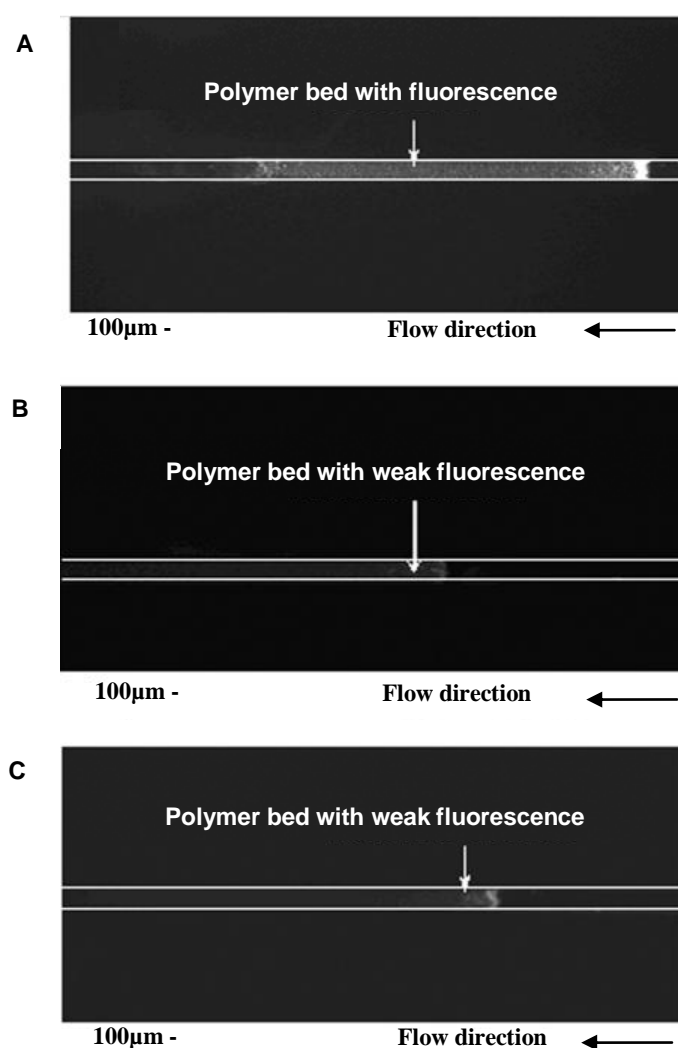 A
Polymer bed with fluorescence
100µm -
Flow direction
B
Polymer bed with weak fluorescence
100µm -
Flow direction
C
Polymer bed with weak fluorescence
100µm -
Flow direction